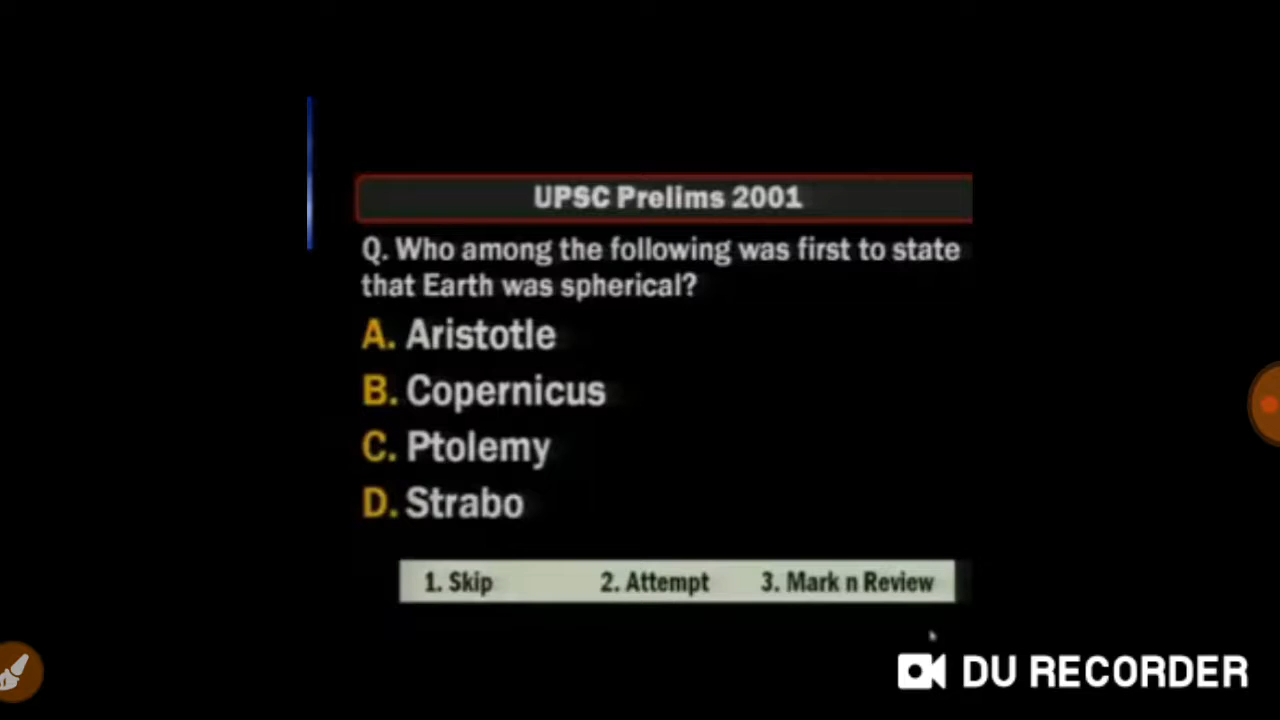 UPSC Prelims 2001
Q. Who among the following was first to state
that Earth was spherical?
A. Aristotle
B. Copernicus
C. Ptolemy
D. Strabo
1. Skip 2. Attempt 3. Mark n Review
DU RECORDER